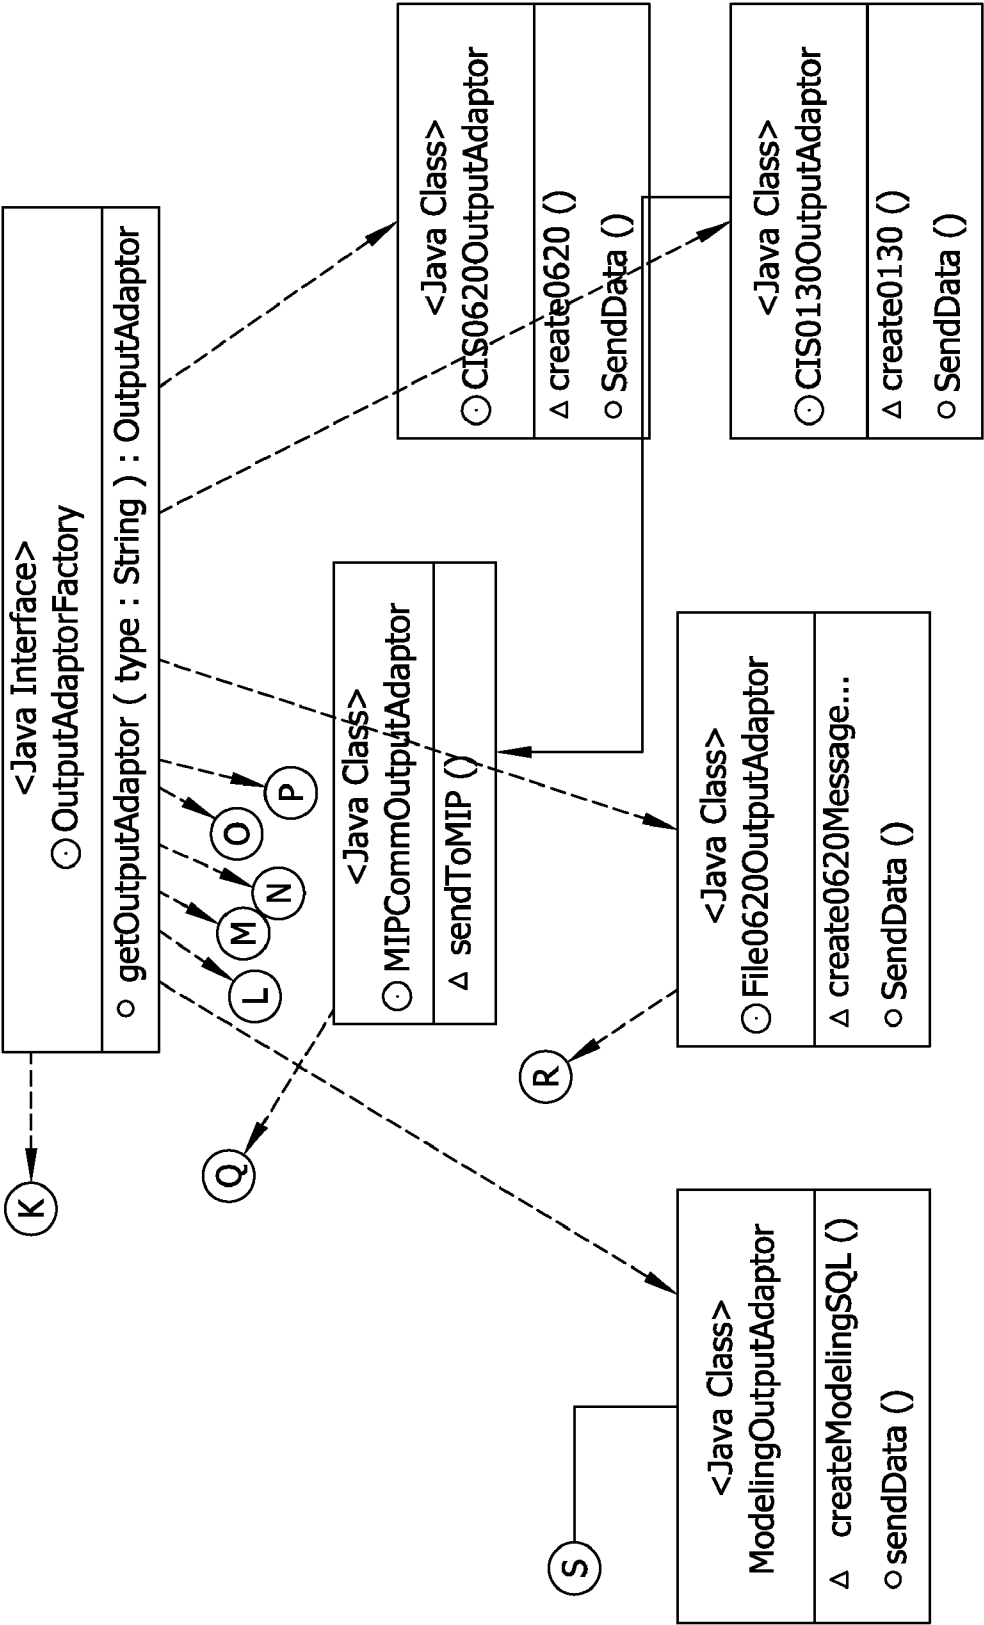 <Java Interface>
OutputAdaptorFactory
getOutputAdaptor ( type : String ) : OutputAdaptor
K
L
M
N
O
P
<Java Class>
CIS0620OutputAdaptor
create0620 ()
SendData ()
<Java Class>
MIPCommOutputAdaptor
sendToMIP ()
Q
<Java Class>
CIS0130OutputAdaptor
create0130 ()
SendData ()
R
<Java Class>
File0620OutputAdaptor
create0620Message...
SendData ()
S
<Java Class>
ModelingOutputAdaptor
createModelingSQL ()
sendData ()